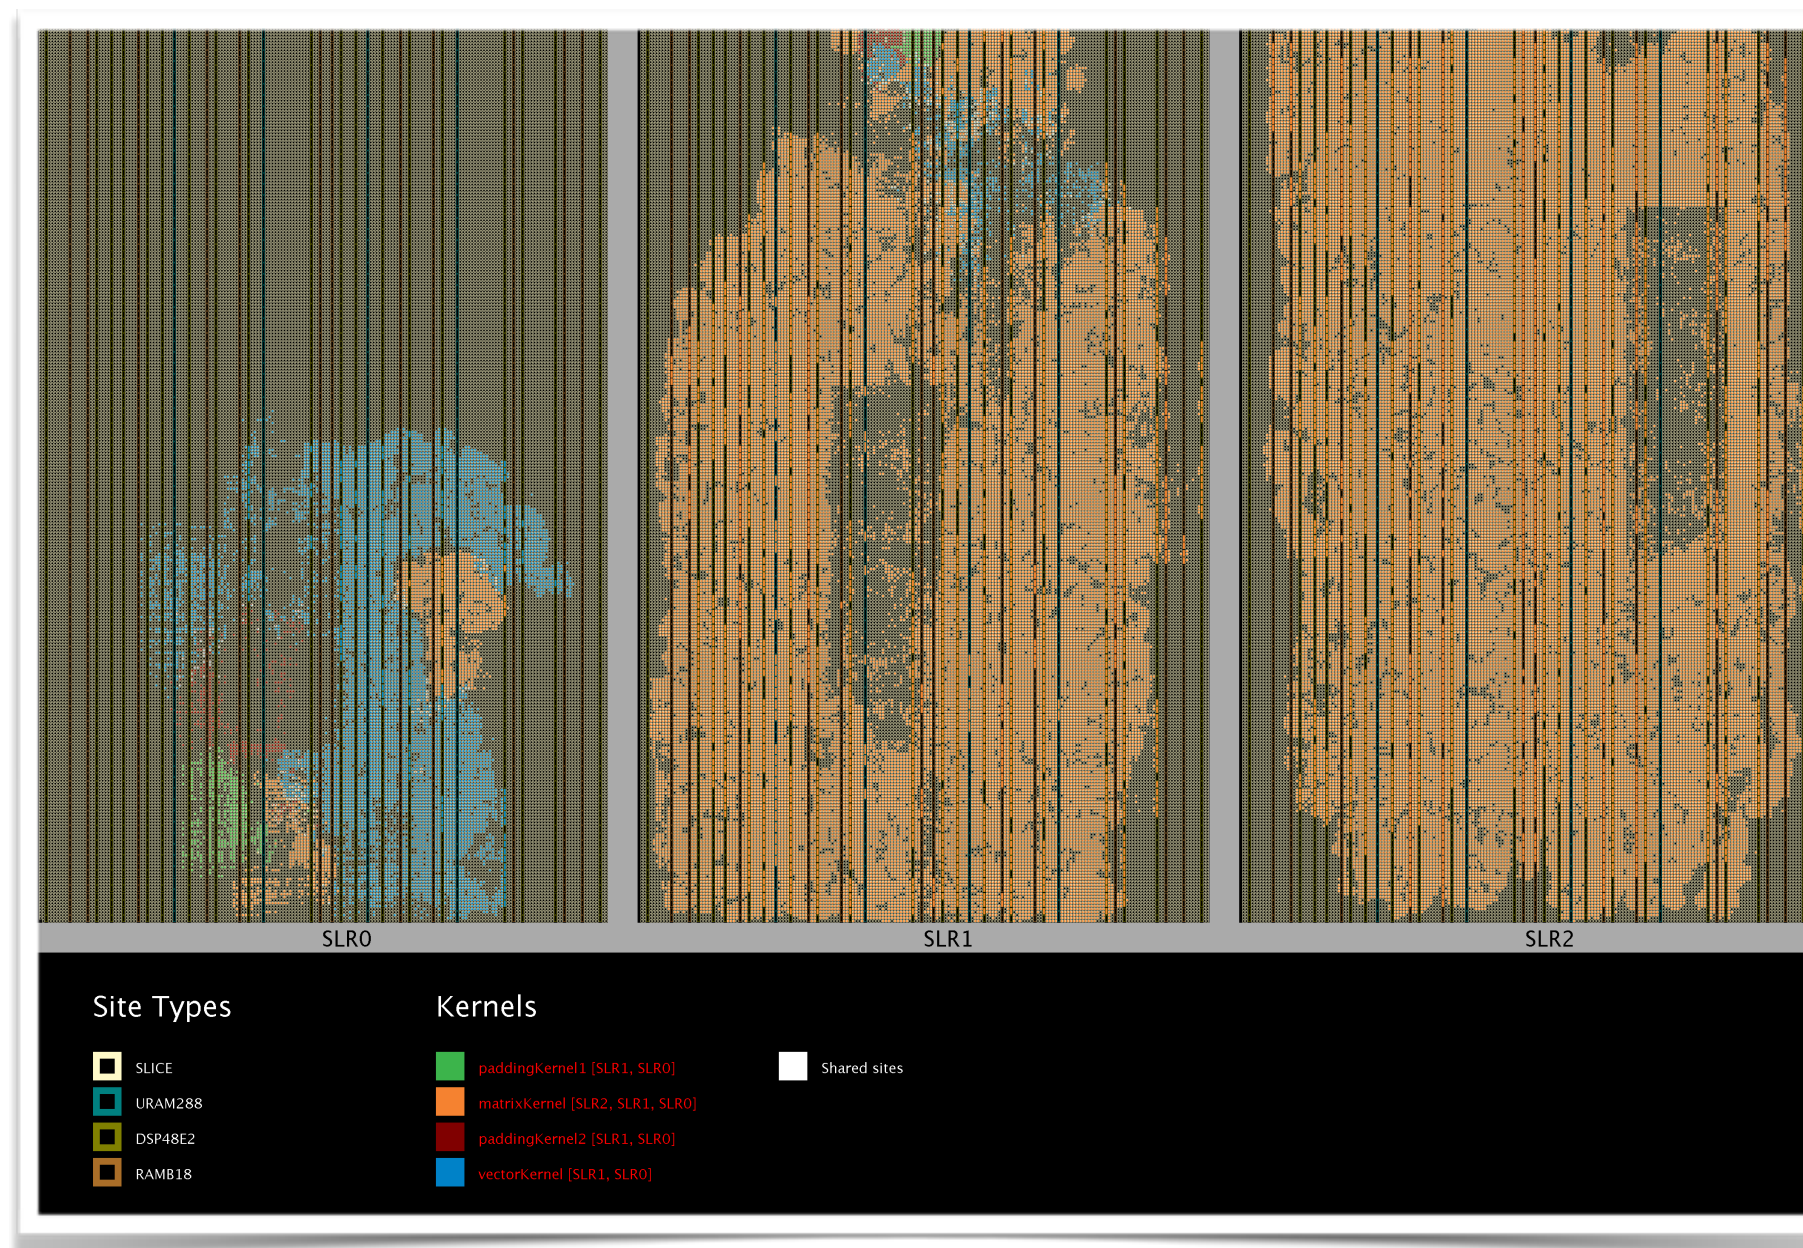 SLR0
SLR1
SLR2
Site Types
Kernels
SLICE
paddingKernel1 [SLR1, SLR0]
Shared sites
URAM288
matrixKernel [SLR2, SLR1, SLR0]
DSP48E2
paddingKernel2 [SLR1, SLR0]
RAMB18
vectorKernel [SLR1, SLR0]